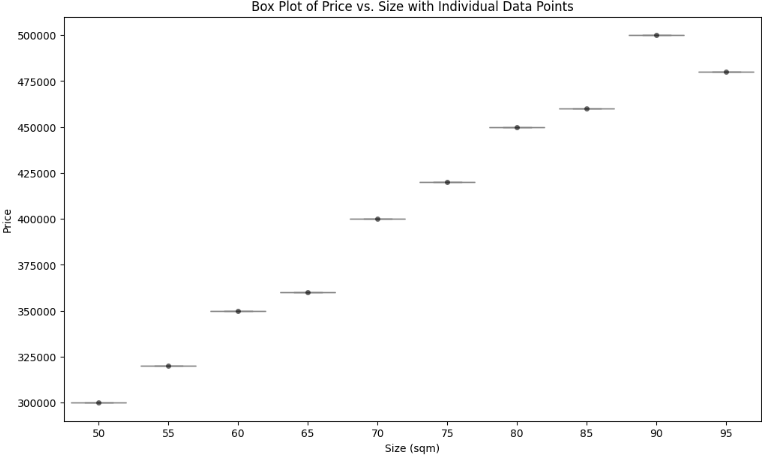 Box Plot of Price vs. Size with Individual Data Points
500000
475000
450000
425000
400000
375000
350000
325000
300000
Price
50 55 60 65 70 75 80 85 90 95
Size (sqm)